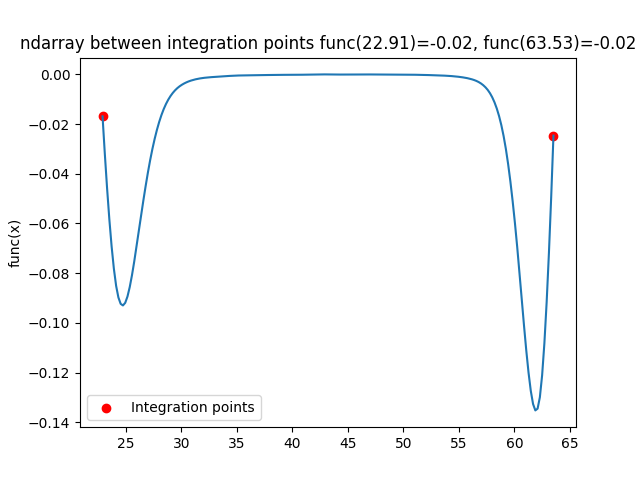 ndarray between integration points func(22.91)=-0.02, func(63.53)=-0.02
func(x)
0.00
−0.02
−0.04
−0.06
−0.08
−0.10
−0.12
−0.14
Integration points
25 30 35 40 45 50 55 60 65